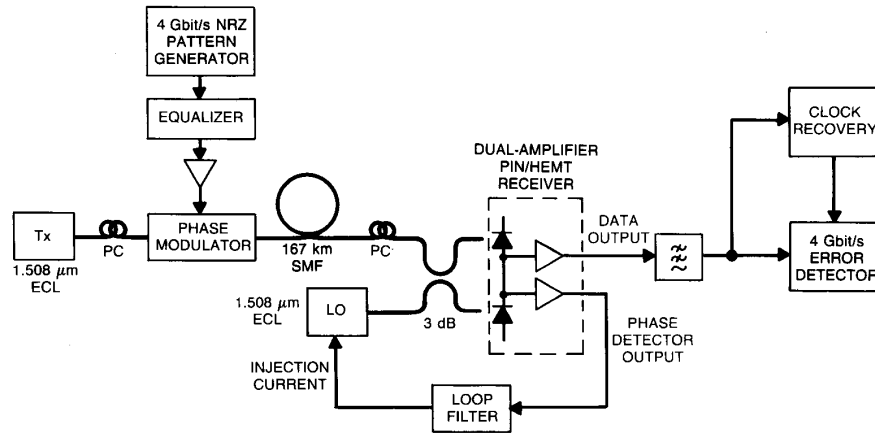 4 Gbit/s NRZ
PATTERN
GENERATOR
EQUALIZER
CLOCK
RECOVERY
DUAL-AMPLIFIER
PIN/HEMT
RECEIVER
Tx
PC
PHASE
MODULATOR
167 km
SMF
PC
DATA
OUTPUT
4 Gbit/s
ERROR
DETECTOR
1.508 μm
ECL
1.508 μm
ECL
LO
3 dB
PHASE
DETECTOR
OUTPUT
INJECTION
CURRENT
LOOP
FILTER